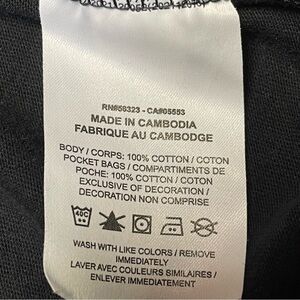 RN#56323 - CA#05553
MADE IN CAMBODIA
FABRIQUE AU CAMBODGE
BODY / CORPS: 100% COTTON / COTON
POCKET BAGS / COMPARTIMENTS DE
POCHE: 100% COTTON / COTON
EXCLUSIVE OF DECORATION /
DECORATION NON COMPRISE
40C
WASH WITH LIKE COLORS / REMOVE
IMMEDIATELY
LAVER AVEC COULEURS SIMILAIRES /
ENLEVER IMMEDIATEMENT